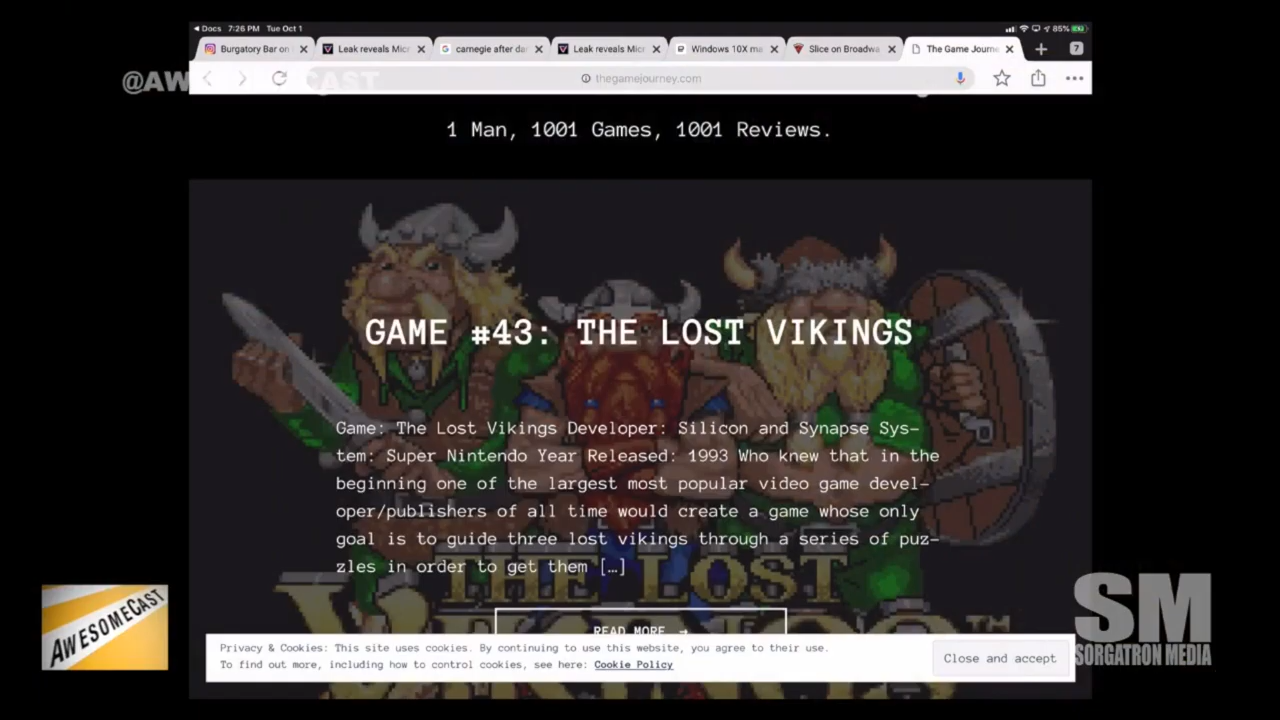 Docs 7:26 PM Tue Oct 1 85%
Burgatory Bar on
Leak reveals Micr
carnegie after da
Leak reveals Micr
Windows 10X ma
Slice on Broadwa
The Game Journe
7
thegamejourney.com
1 Man, 1001 Games, 1001 Reviews.
GAME #43: THE LOST VIKINGS
Game: The Lost Vikings Developer: Silicon and Synapse Sys-
tem: Super Nintendo Year Released: 1993 Who knew that in the
beginning one of the largest most popular video game devel-
oper/publishers of all time would create a game whose only
goal is to guide three lost vikings through a series of puz-
zles in order to get them […]
THE LOST
VIKINGS™
READ MORE →
Privacy & Cookies: This site uses cookies. By continuing to use this website, you agree to their use.
To find out more, including how to control cookies, see here: Cookie Policy
Close and accept
AWESOMECAST
SM
SORGATRON MEDIA